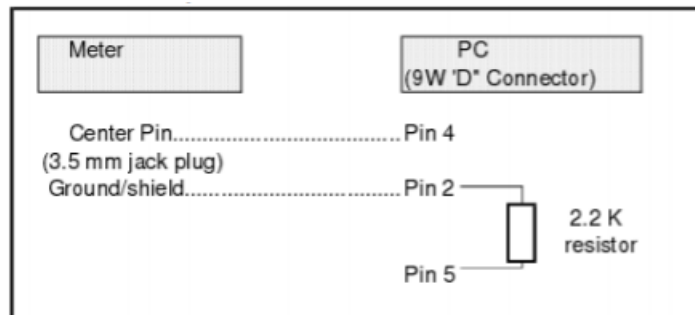 Meter PC
(9W 'D" Connector)
Center Pin............................................Pin 4
(3.5 mm jack plug)
Ground/shield......................................Pin 2
2.2 K
resistor
Pin 5